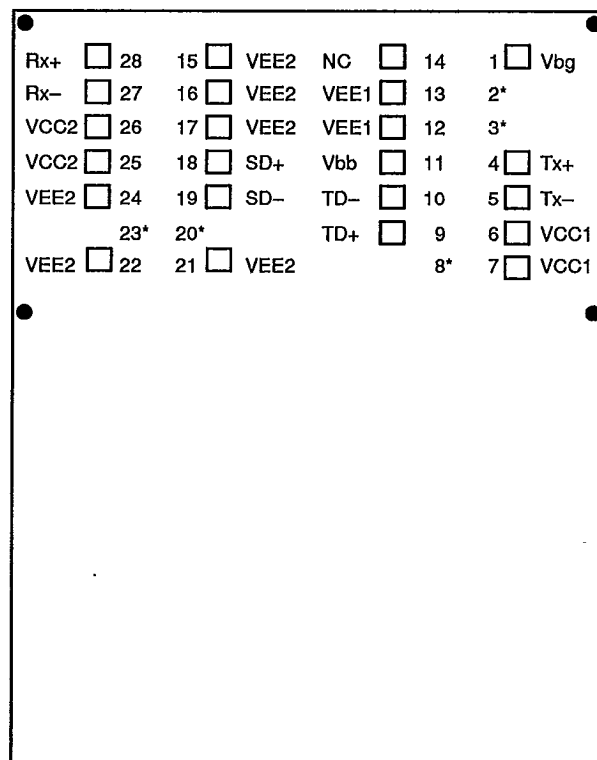 Rx+ 28 15 VEE2 NC 14 1 Vbg
Rx– 27 16 VEE2 VEE1 13 2*
VCC2 26 17 VEE2 VEE1 12 3*
VCC2 25 18 SD+ Vbb 11 4 Tx+
VEE2 24 19 SD– TD– 10 5 Tx–
23* 20* TD+ 9 6 VCC1
VEE2 22 21 VEE2 8* 7 VCC1